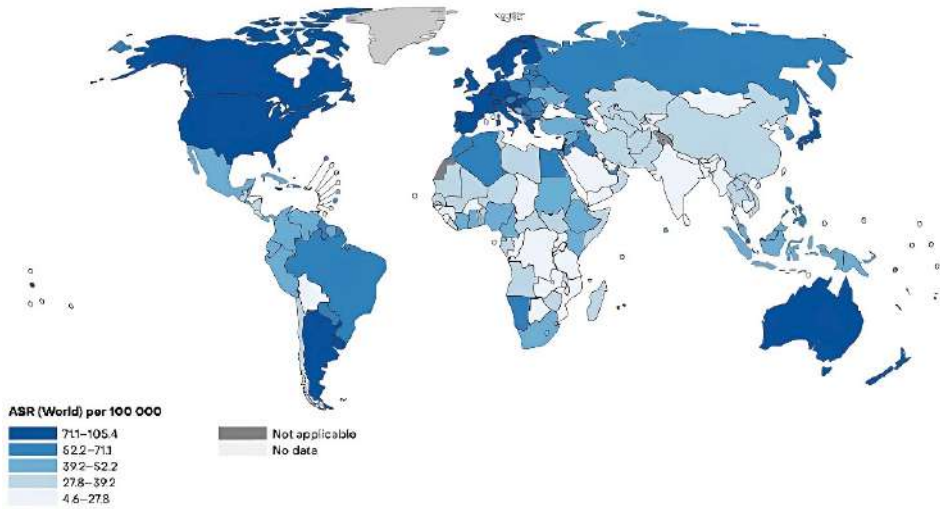 ASR (World) per 100 000
71.1–105.4
52.2–71.1
39.2–52.2
27.8–39.2
4.6–27.8
Not applicable
No data